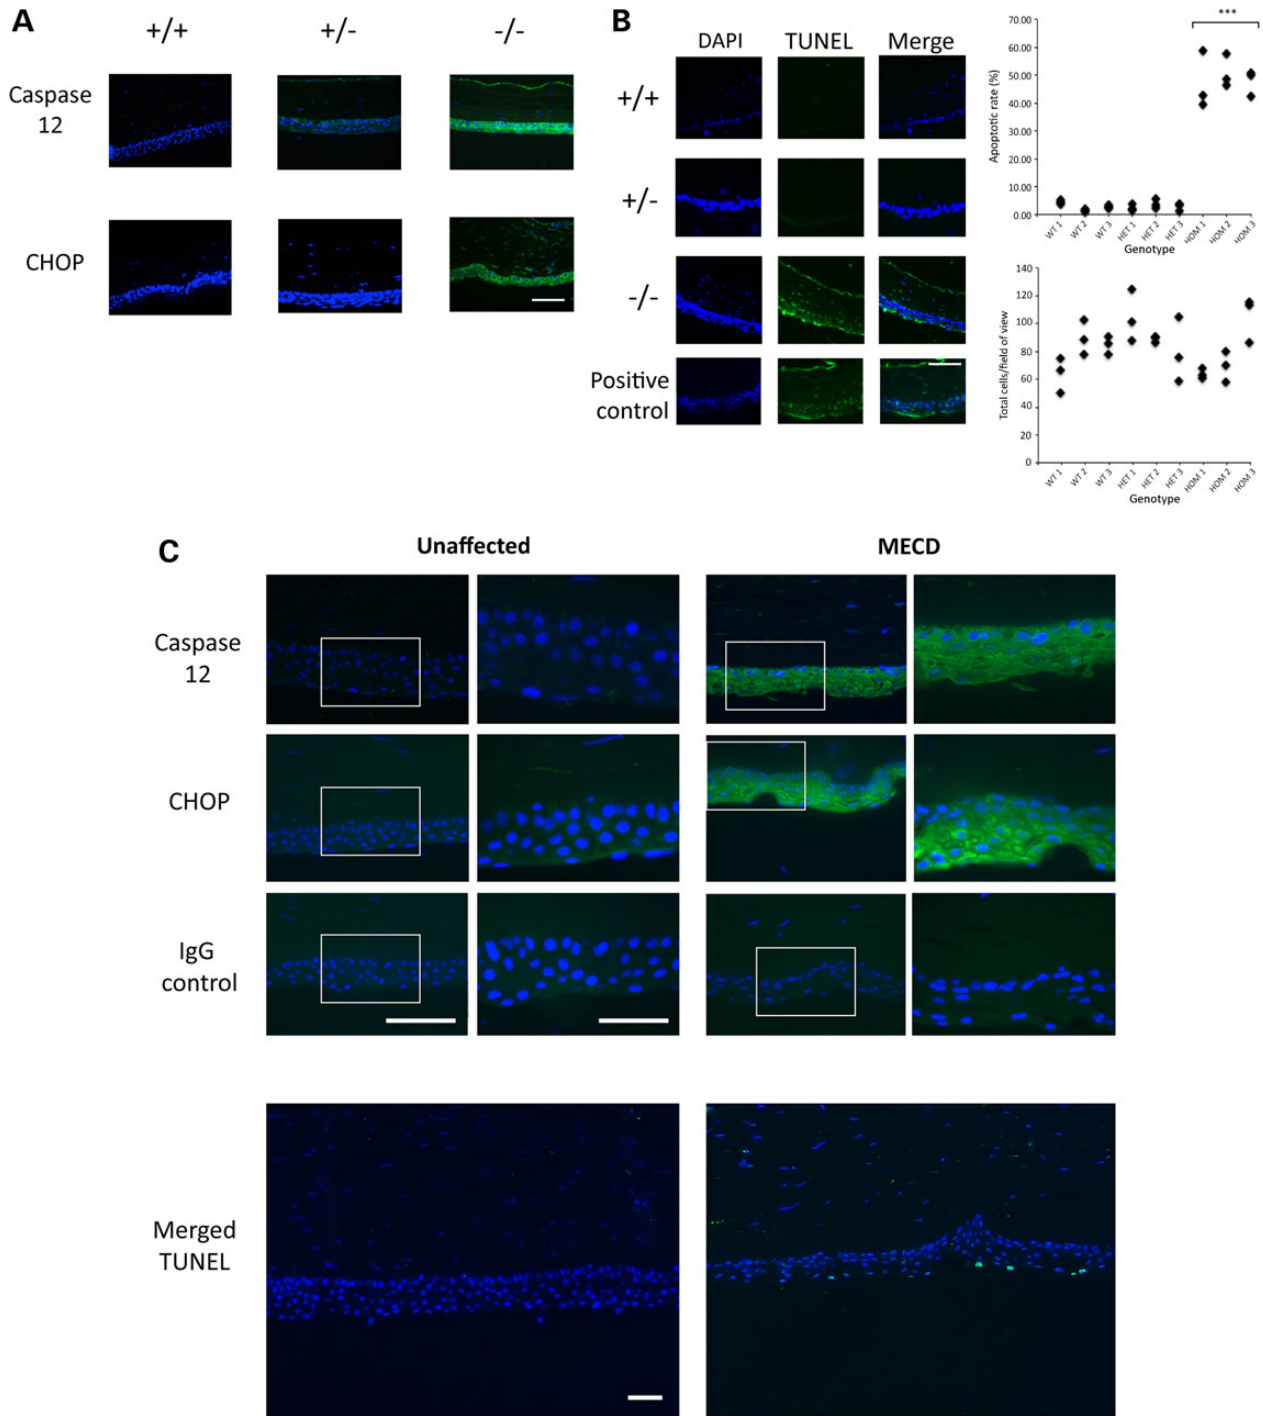 A
+/+
+/-
-/-
Caspase
12
CHOP
B
DAPI
TUNEL
Merge
+/+
+/-
-/-
Positive
control
***
70.00
60.00
50.00
40.00
30.00
20.00
10.00
0.00
Apoptotic rate (%)
WT 1
WT 2
WT 3
HET 1
HET 2
HET 3
HOM 1
HOM 2
HOM 3
Genotype
140
120
100
80
60
40
20
0
Total cells/field of view
WT 1
WT 2
WT 3
HET 1
HET 2
HET 3
HOM 1
HOM 2
HOM 3
Genotype
C
Unaffected
MECD
Caspase
12
CHOP
IgG
control
Merged
TUNEL